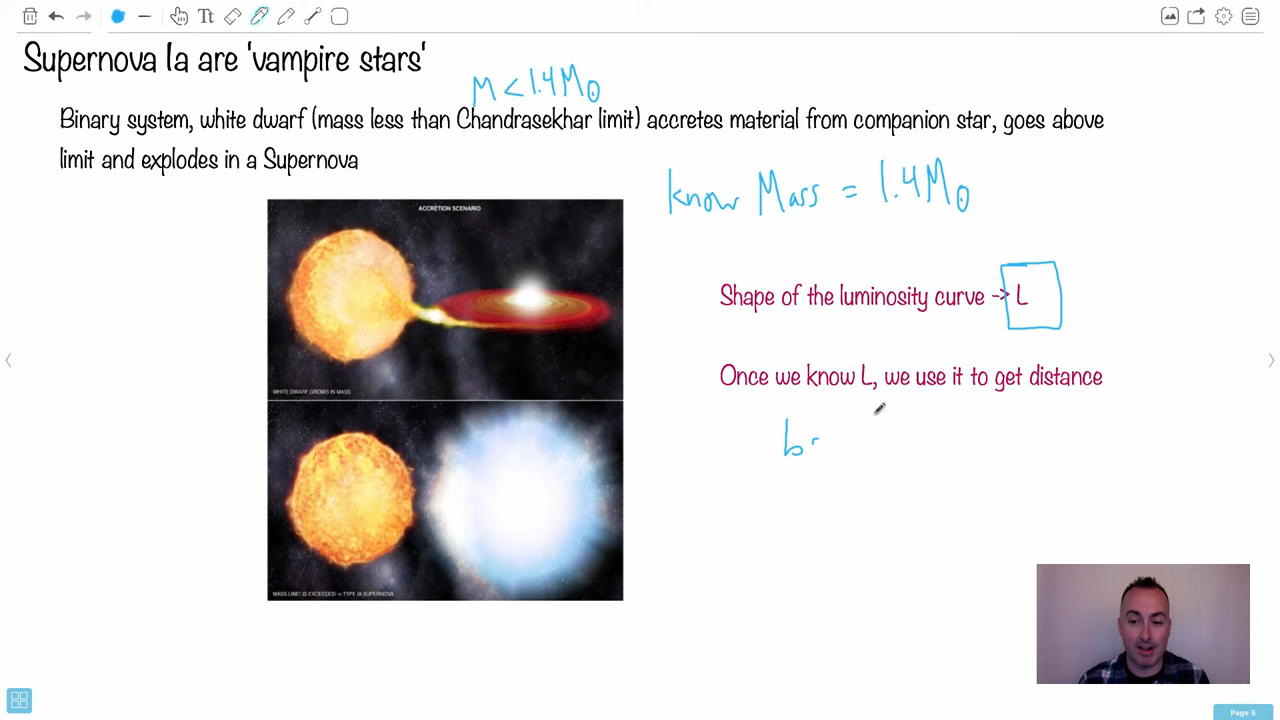 Tt
Supernova Ia are 'vampire stars'
M < 1.4M⊙
Binary system, white dwarf (mass less than Chandrasekhar limit) accretes material from companion star, goes above
limit and explodes in a Supernova
know Mass = 1.4M⊙
ACCRETION SCENARIO
Shape of the luminosity curve -> L
Once we know L, we use it to get distance
WHITE DWARF GROWS IN MASS
b
MASS LIMIT IS EXCEEDED -> TYPE IA SUPERNOVA
Page 5